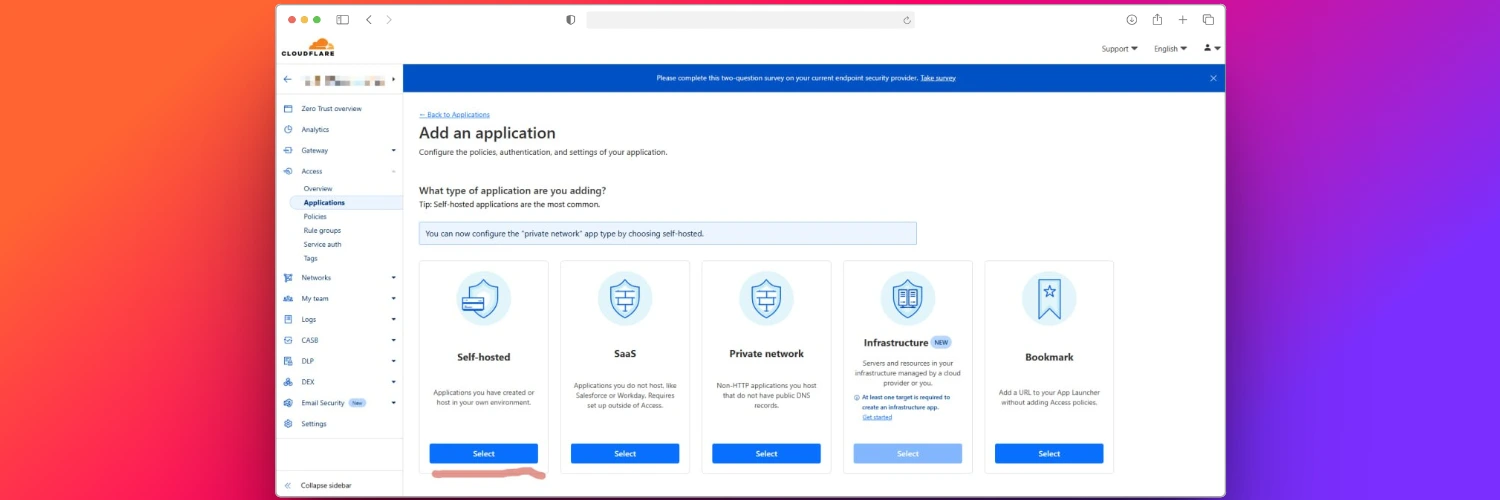 CLOUDFLARE
Support
English
Please complete this two-question survey on your current endpoint security provider. Take survey
Zero Trust overview
Analytics
Gateway
Access
Overview
Applications
Policies
Rule groups
Service auth
Tags
Networks
My team
Logs
CASB
DLP
DEX
Email Security New
Settings
Collapse sidebar
← Back to Applications
Add an application
Configure the policies, authentication, and settings of your application.
What type of application are you adding?
Tip: Self-hosted applications are the most common.
You can now configure the "private network" app type by choosing self-hosted.
Self-hosted
Applications you have created or
host in your own environment.
Select
SaaS
Applications you do not host, like
Salesforce or Workday. Requires
set up outside of Access.
Select
Private network
Non-HTTP applications you host
that do not have public DNS
records.
Select
Infrastructure NEW
Servers and resources in your
infrastructure managed by a cloud
provider or you.
At least one target is required to
create an infrastructure app.
Get started
Select
Bookmark
Add a URL to your App Launcher
without adding Access policies.
Select